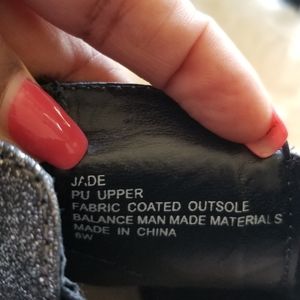 JADE
PU UPPER
FABRIC COATED OUTSOLE
BALANCE MAN MADE MATERIALS
MADE IN CHINA
6W